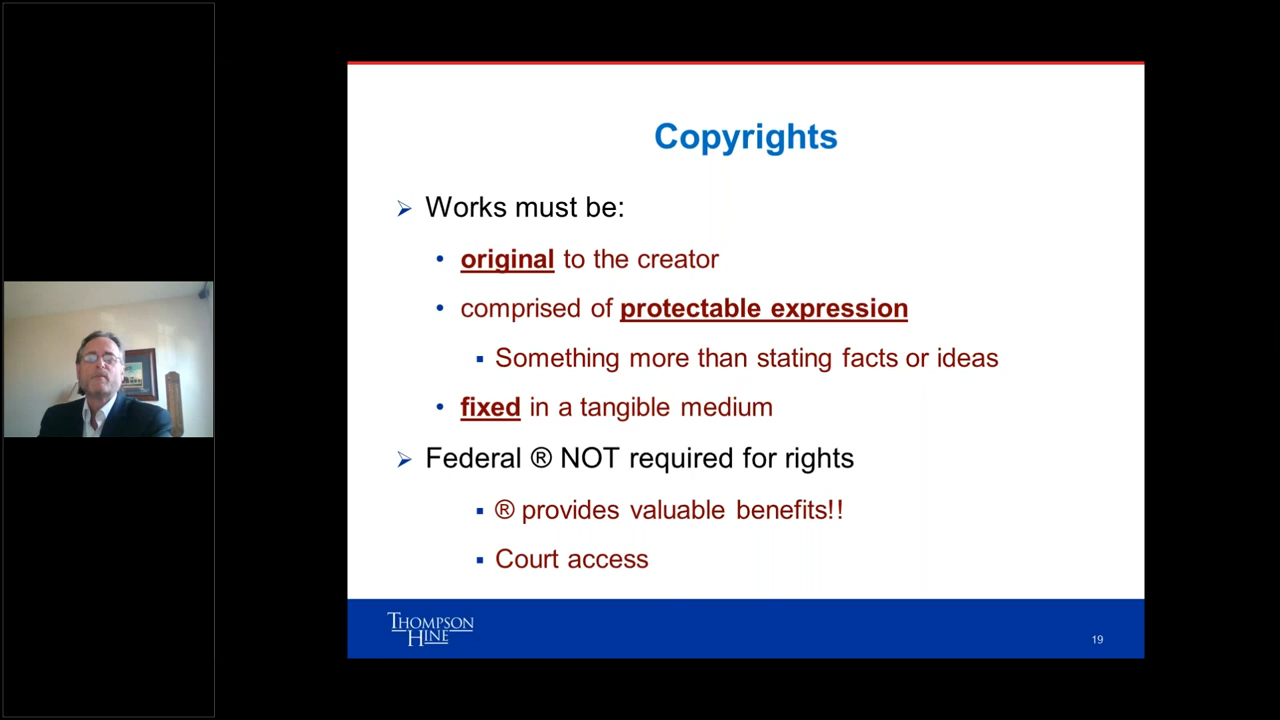 Copyrights
Works must be:
original to the creator
comprised of protectable expression
Something more than stating facts or ideas
fixed in a tangible medium
Federal ® NOT required for rights
® provides valuable benefits!!
Court access
THOMPSON
HINE
19